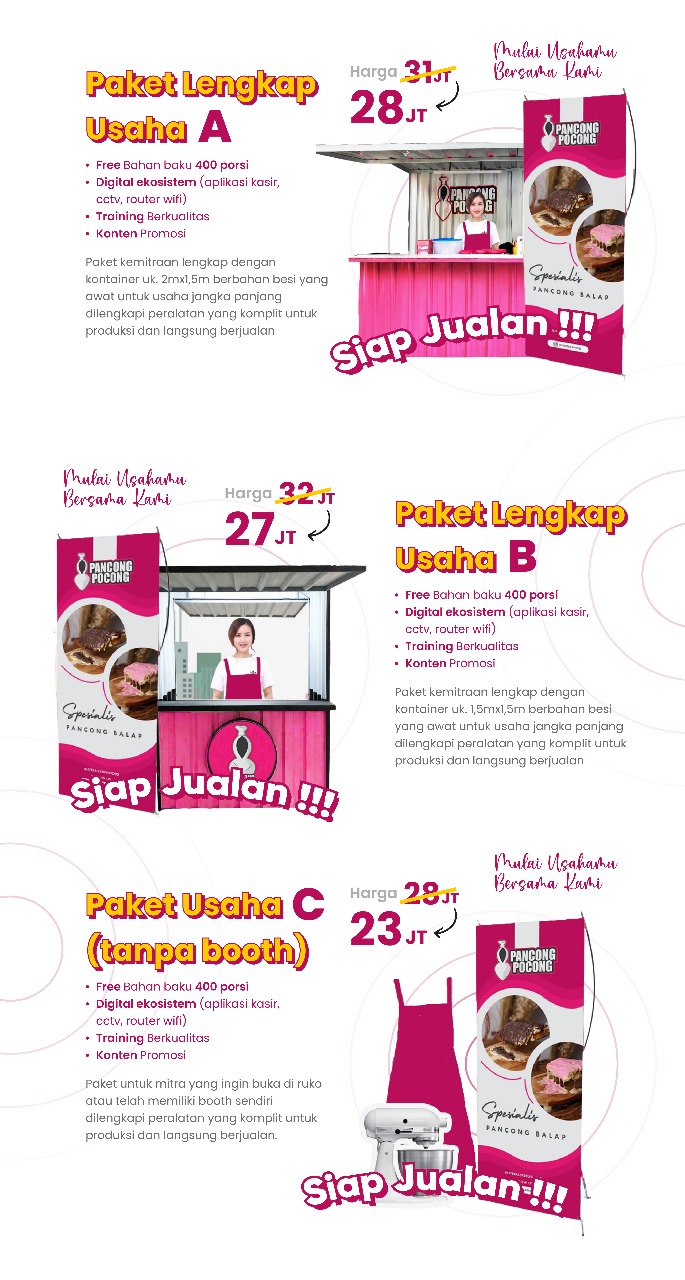 Mulai Usahamu
Bersama Kami
Harga 31JT
28JT
Paket Lengkap
Usaha A
• Free Bahan baku 400 porsi
• Digital ekosistem (aplikasi kasir,
cctv, router wifi)
• Training Berkualitas
• Konten Promosi
Paket kemitraan lengkap dengan
kontainer uk. 2mx1,5m berbahan besi yang
awat untuk usaha jangka panjang
dilengkapi peralatan yang komplit untuk
produksi dan langsung berjualan
PANCONG
POCONG
PANCONG
POCONG
Spesialis
PANCONG BALAP
Siap Jualan !!!
Mulai Usahamu
Bersama Kami
Harga 32JT
27JT
PANCONG
POCONG
Spesialis
PANCONG BALAP
Siap Jualan !!!
Paket Lengkap
Usaha B
• Free Bahan baku 400 porsi
• Digital ekosistem (aplikasi kasir,
cctv, router wifi)
• Training Berkualitas
• Konten Promosi
Paket kemitraan lengkap dengan
kontainer uk. 1,5mx1,5m berbahan besi
yang awat untuk usaha jangka panjang
dilengkapi peralatan yang komplit untuk
produksi dan langsung berjualan
Mulai Usahamu
Bersama Kami
Harga 28JT
23JT
Paket Usaha C
(tanpa booth)
• Free Bahan baku 400 porsi
• Digital ekosistem (aplikasi kasir,
cctv, router wifi)
• Training Berkualitas
• Konten Promosi
Paket untuk mitra yang ingin buka di ruko
atau telah memiliki booth sendiri
dilengkapi peralatan yang komplit untuk
produksi dan langsung berjualan.
PANCONG
POCONG
Spesialis
PANCONG BALAP
Siap Jualan !!!